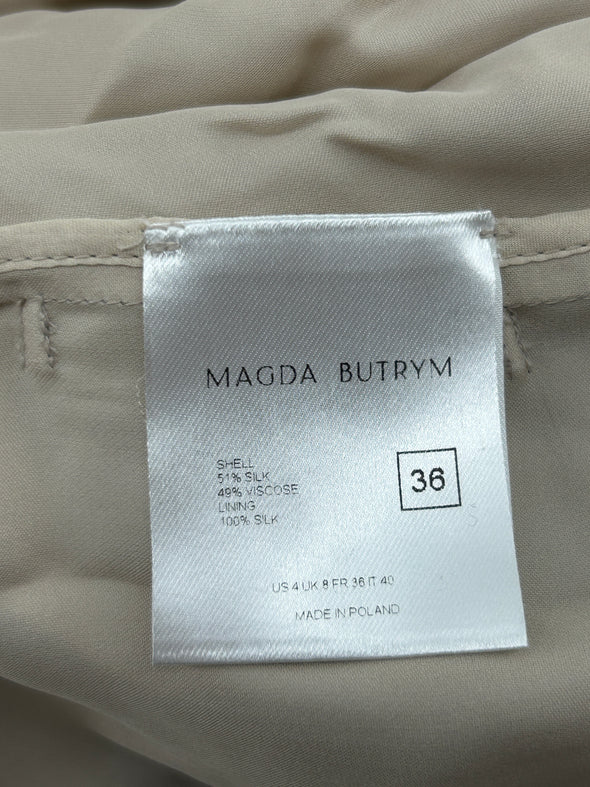 MAGDA BUTRYM
SHELL
51% SILK
49% VISCOSE
LINING
100% SILK
36
US 4 UK 8 FR 36 IT 40
MADE IN POLAND